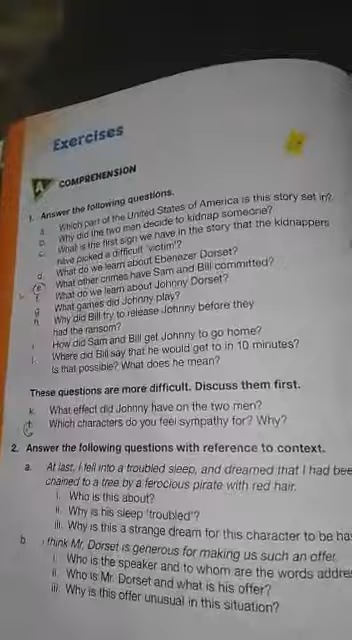 Exercises
A COMPREHENSION
1. Answer the following questions.
a. Which part of the United States of America is this story set in?
b. Why did the two men decide to kidnap someone?
c. What is the first sign we have in the story that the kidnappers
have picked a difficult 'victim'?
d. What do we learn about Ebenezer Dorset?
e. What other crimes have Sam and Bill committed?
f. What do we learn about Johnny Dorset?
g. What games did Johnny play?
h. Why did Bill try to release Johnny before they
had the ransom?
i. How did Sam and Bill get Johnny to go home?
j. Where did Bill say that he would get to in 10 minutes?
Is that possible? What does he mean?
These questions are more difficult. Discuss them first.
k. What effect did Johnny have on the two men?
l. Which characters do you feel sympathy for? Why?
2. Answer the following questions with reference to context.
a. At last, I fell into a troubled sleep, and dreamed that I had bee
chained to a tree by a ferocious pirate with red hair.
i. Who is this about?
ii. Why is his sleep 'troubled'?
iii. Why is this a strange dream for this character to be ha
b. I think Mr. Dorset is generous for making us such an offer.
i. Who is the speaker and to whom are the words addre
ii. Who is Mr. Dorset and what is his offer?
iii. Why is this offer unusual in this situation?